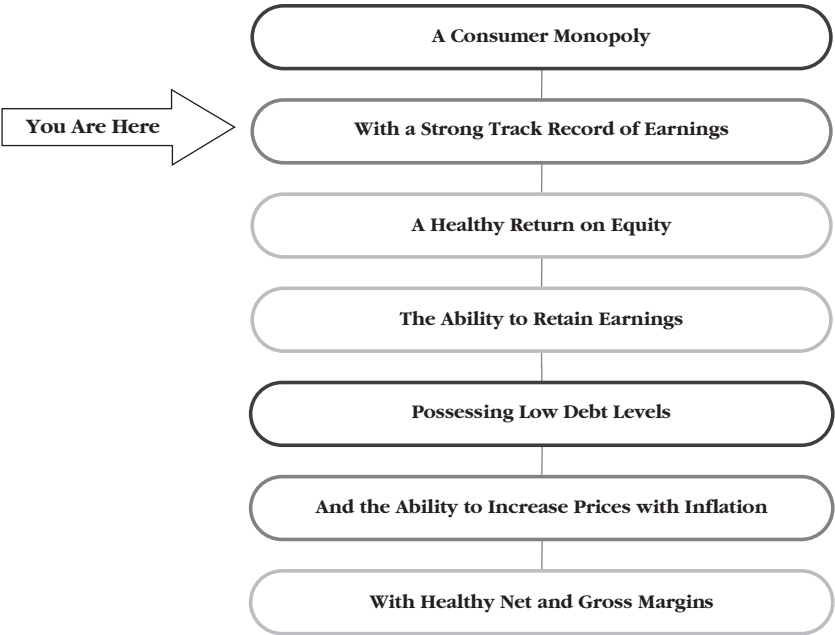 A Consumer Monopoly
You Are Here
With a Strong Track Record of Earnings
A Healthy Return on Equity
The Ability to Retain Earnings
Possessing Low Debt Levels
And the Ability to Increase Prices with Inflation
With Healthy Net and Gross Margins